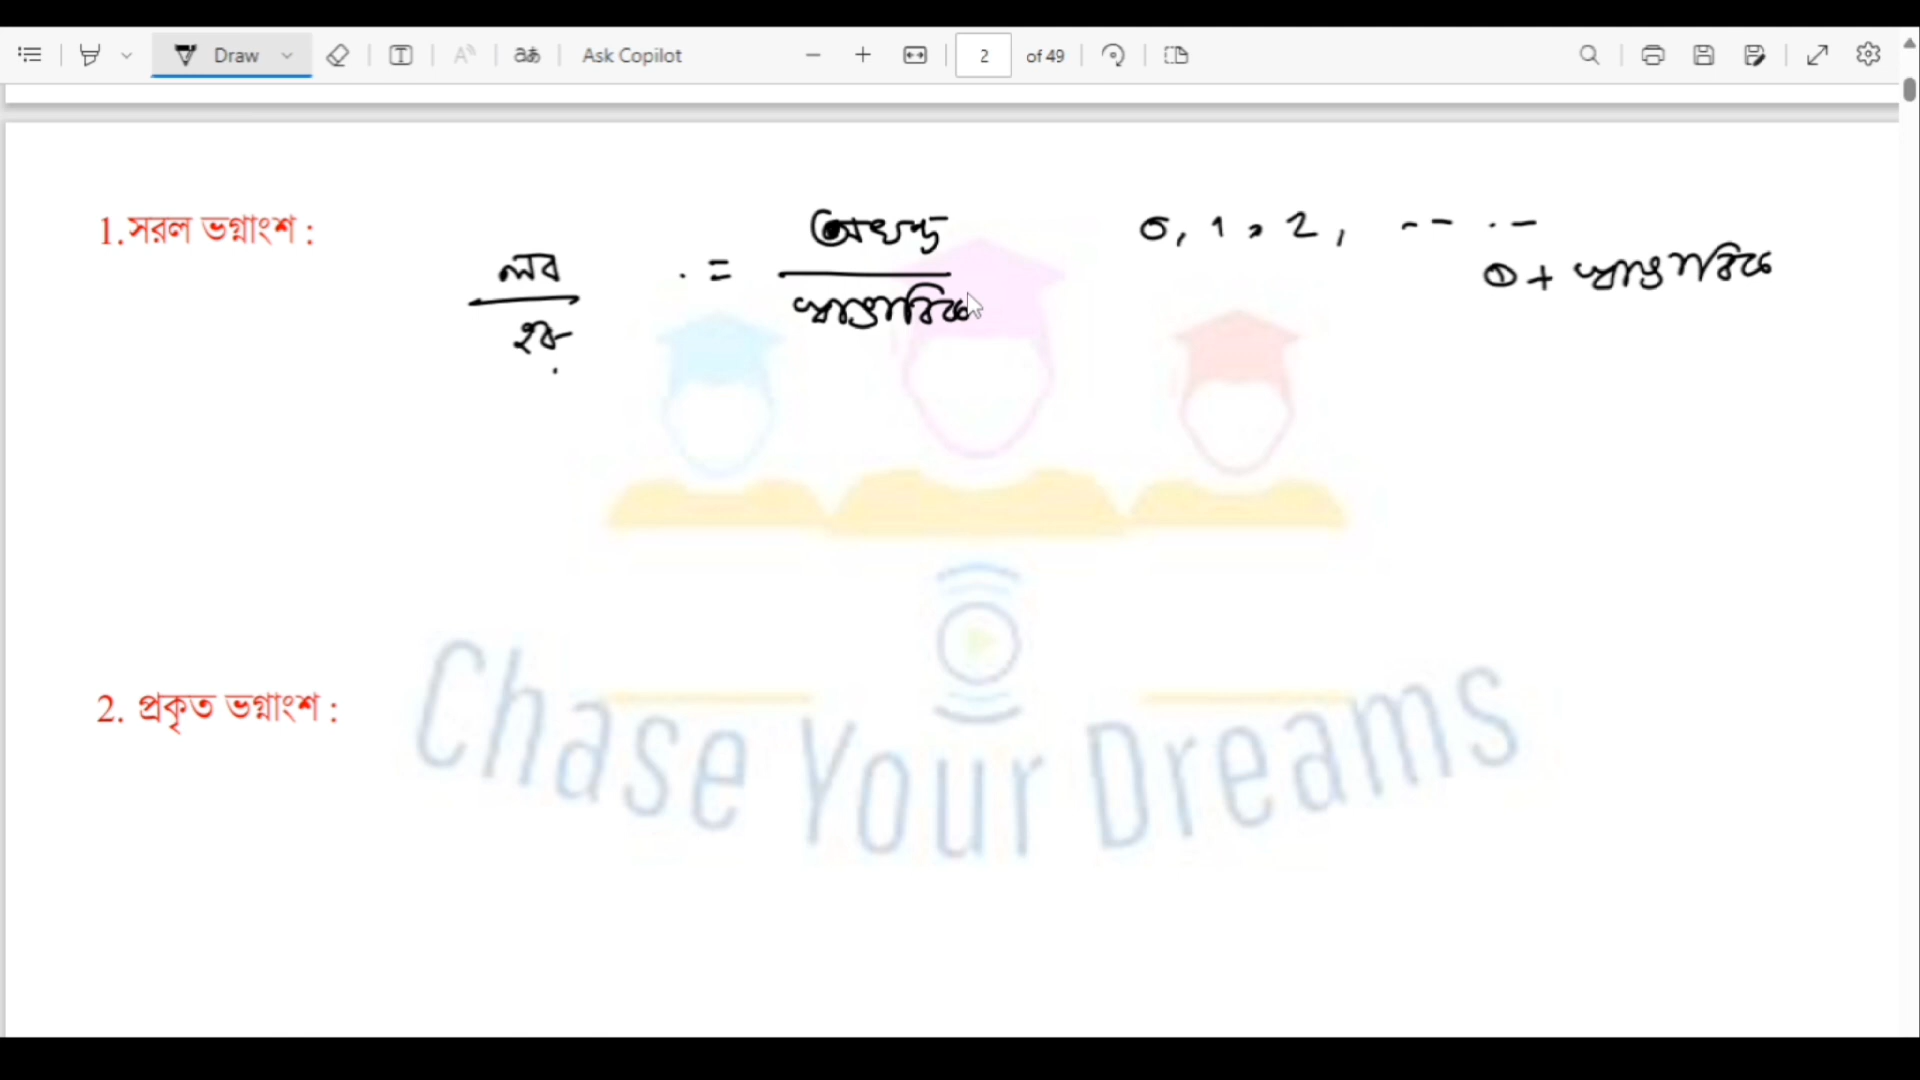 Draw
Ask Copilot
2 of 49
1.সরল ভগ্নাংশ :
লব
হর
=
অখন্ড
স্বাভাবিক
0, 1, 2, -- . -
0 + স্বাভাবিক
2. প্রকৃত ভগ্নাংশ :
Chase Your Dreams